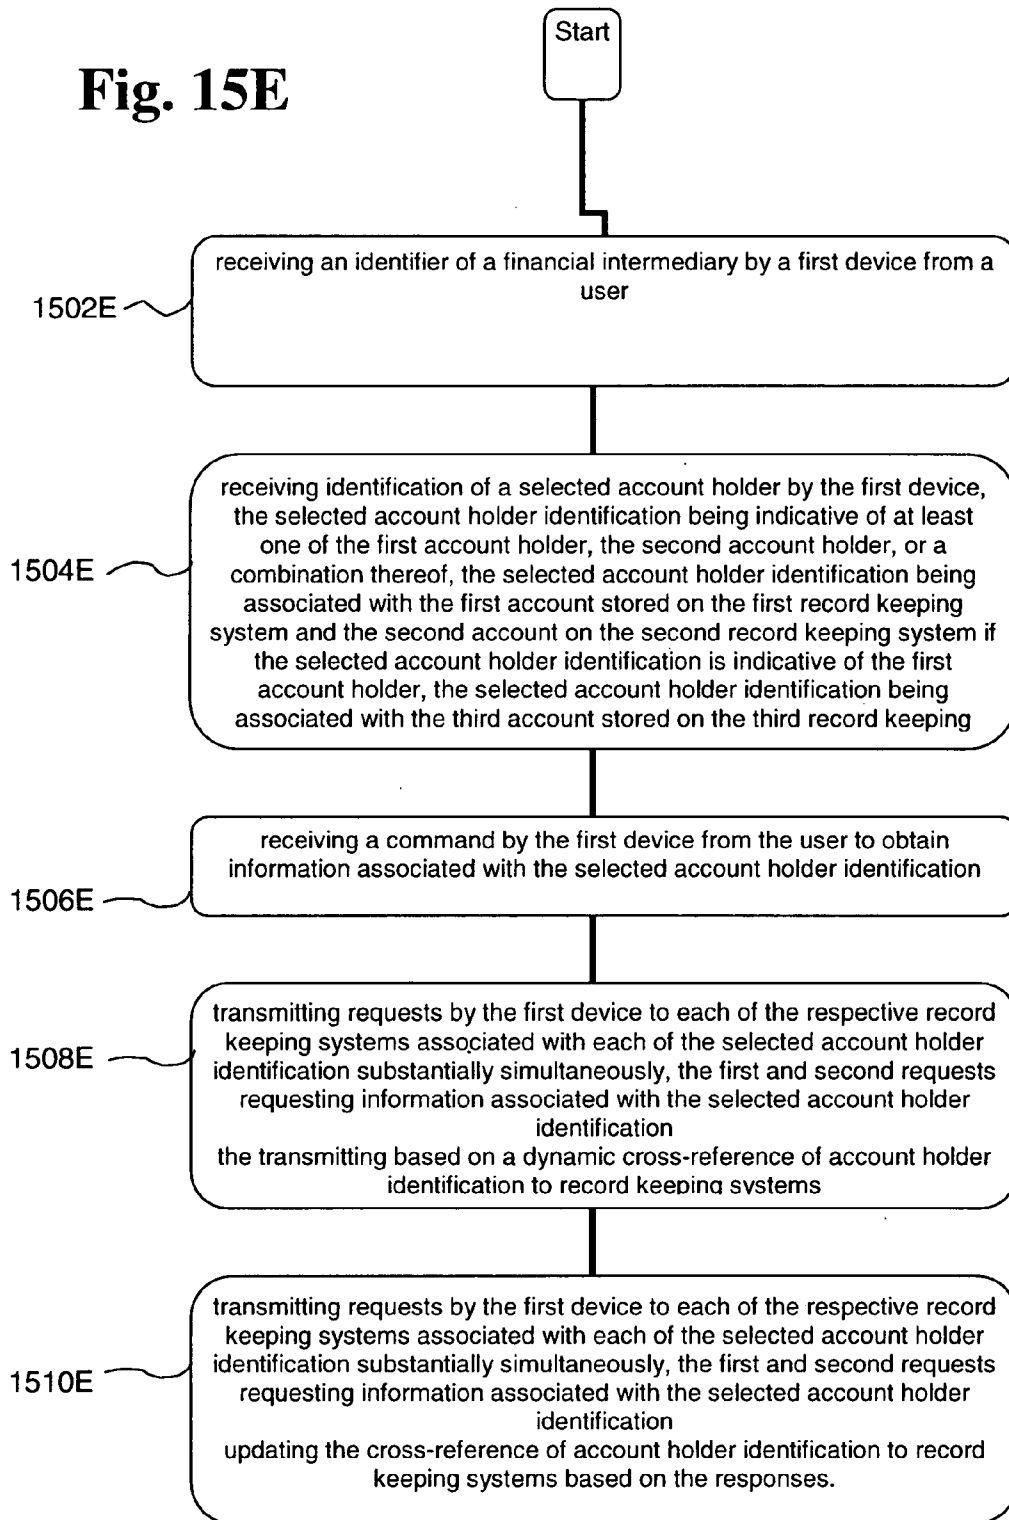 Start
Fig. 15E
receiving an identifier of a financial intermediary by a first device from a
user
1502E
receiving identification of a selected account holder by the first device,
the selected account holder identification being indicative of at least
one of the first account holder, the second account holder, or a
combination thereof, the selected account holder identification being
associated with the first account stored on the first record keeping
system and the second account on the second record keeping system if
the selected account holder identification is indicative of the first
account holder, the selected account holder identification being
associated with the third account stored on the third record keeping
1504E
receiving a command by the first device from the user to obtain
information associated with the selected account holder identification
1506E
transmitting requests by the first device to each of the respective record
keeping systems associated with each of the selected account holder
identification substantially simultaneously, the first and second requests
requesting information associated with the selected account holder
identification
the transmitting based on a dynamic cross-reference of account holder
identification to record keeping systems
1508E
transmitting requests by the first device to each of the respective record
keeping systems associated with each of the selected account holder
identification substantially simultaneously, the first and second requests
requesting information associated with the selected account holder
identification
updating the cross-reference of account holder identification to record
keeping systems based on the responses.
1510E